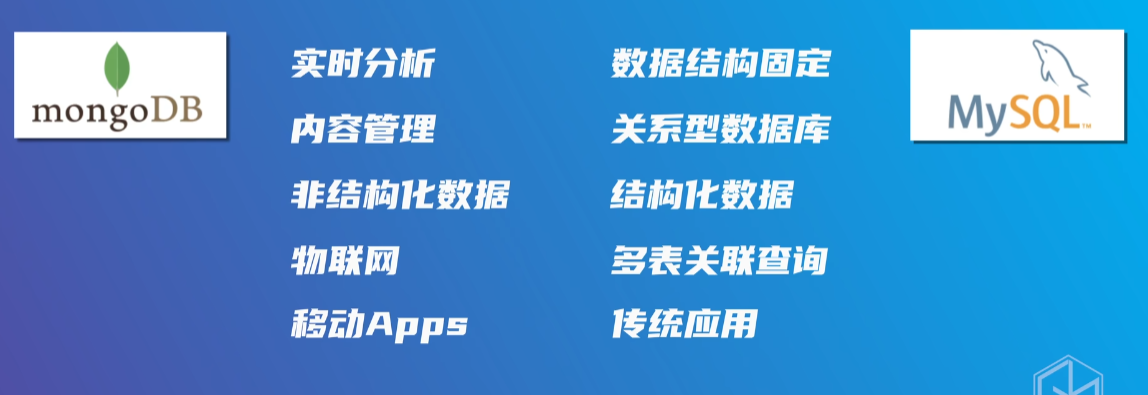 mongoDB
实时分析
内容管理
非结构化数据
物联网
移动Apps
数据结构固定
关系型数据库
结构化数据
多表关联查询
传统应用
MySQL™